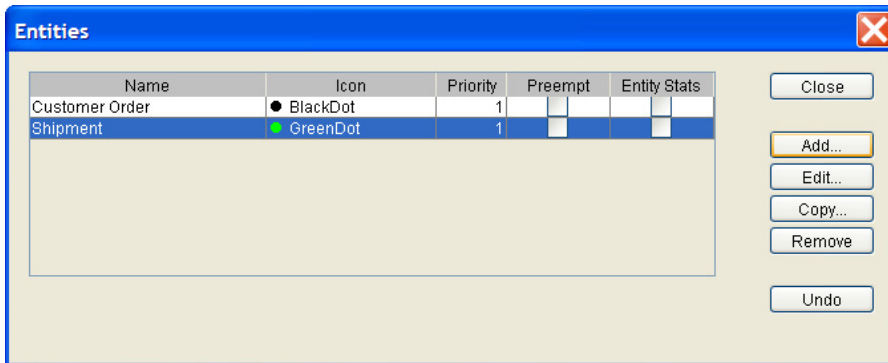 Entities
Name Icon Priority Preempt Entity Stats
Customer Order BlackDot 1
Shipment GreenDot 1
Close
Add...
Edit...
Copy...
Remove
Undo